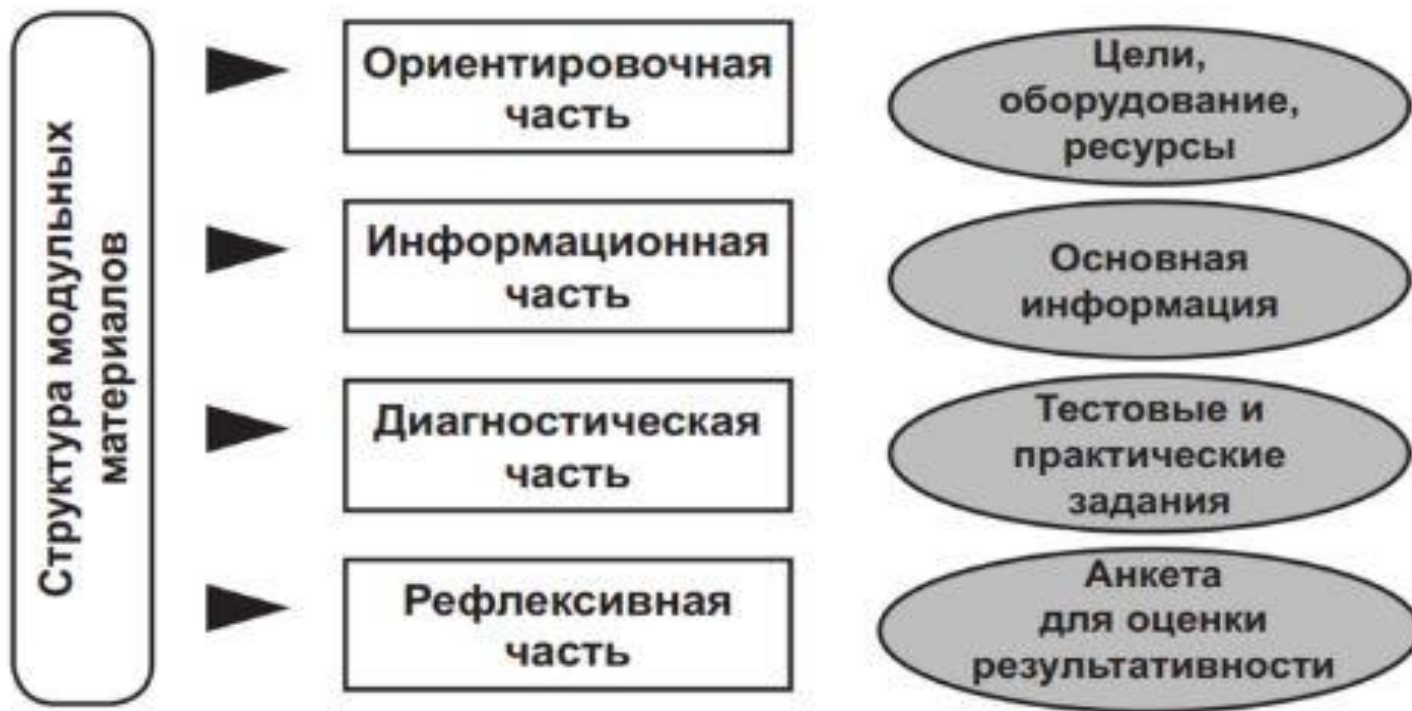 Структура модульных
материалов
Ориентировочная
часть
Цели,
оборудование,
ресурсы
Информационная
часть
Основная
информация
Диагностическая
часть
Тестовые и
практические
задания
Рефлексивная
часть
Анкета
для оценки
результативности